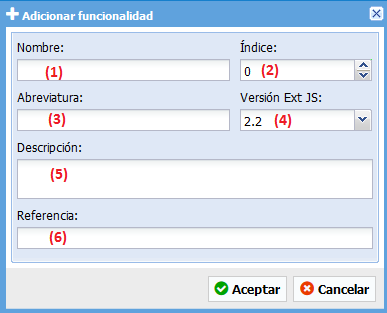 Adicionar funcionalidad
Nombre: Índice:
(1) 0 (2)
Abreviatura: Versión Ext JS:
(3) 2.2 (4)
Descripción:
(5)
Referencia:
(6)
Aceptar Cancelar